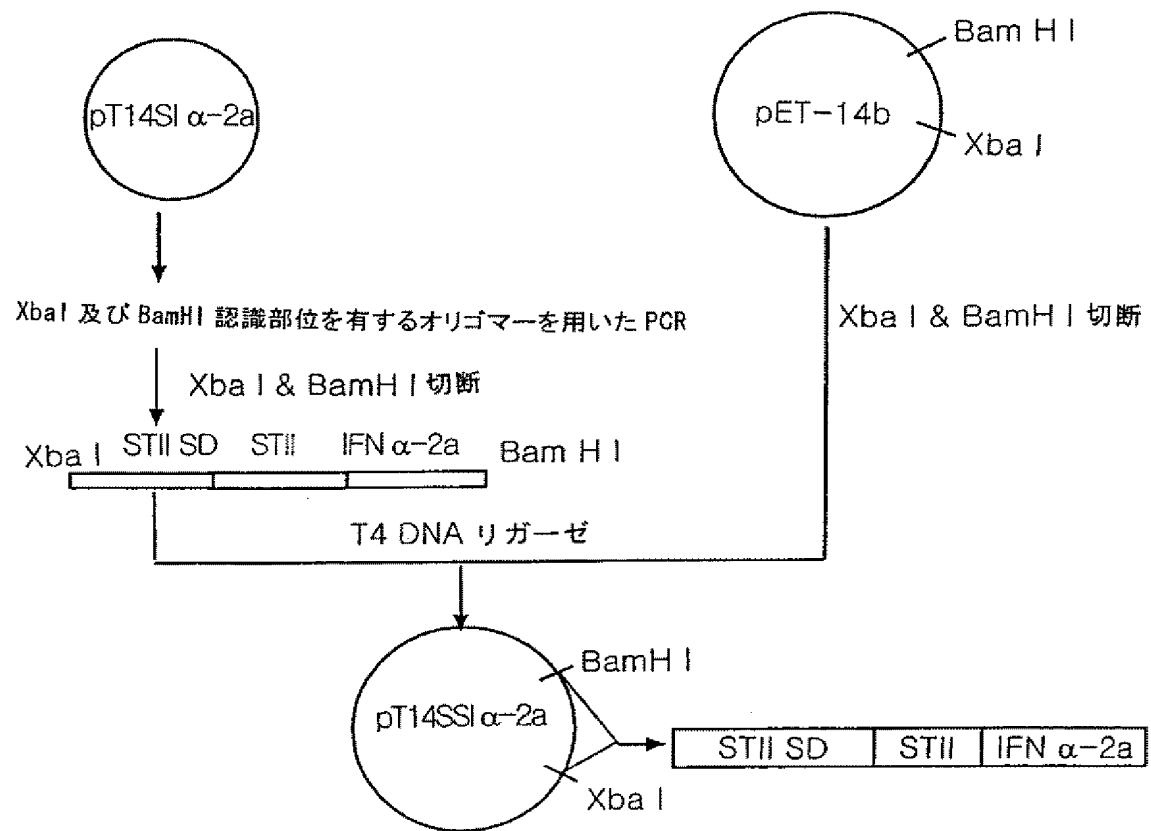 Bam H I
pT14SI α-2a
pET-14b
Xba I
XbaI 及び BamHI 認識部位を有するオリゴマーを用いた PCR
Xba I & BamH I 切断
Xba I & BamH I 切断
Xba I STII SD STII IFN α-2a Bam H I
T4 DNA リガーゼ
BamH I
pT14SSI α-2a
STII SD STII IFN α-2a
Xba I